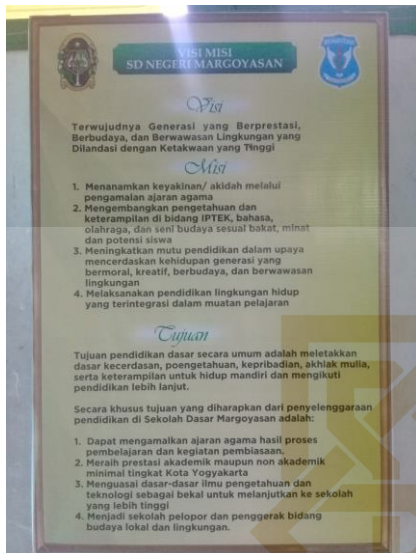 VISI MISI
SD NEGERI MARGOYASAN
Visi
Terwujudnya Generasi yang Berprestasi,
Berbudaya, dan Berwawasan Lingkungan yang
Dilandasi dengan Ketakwaan yang Tinggi
Misi
1. Menanamkan keyakinan/ akidah melalui
pengamalan ajaran agama
2. Mengembangkan pengetahuan dan
keterampilan di bidang IPTEK, bahasa,
olahraga, dan seni budaya sesuai bakat, minat
dan potensi siswa
3. Meningkatkan mutu pendidikan dalam upaya
mencerdaskan kehidupan generasi yang
bermoral, kreatif, berbudaya, dan berwawasan
lingkungan
4. Melaksanakan pendidikan lingkungan hidup
yang terintegrasi dalam muatan pelajaran
Tujuan
Tujuan pendidikan dasar secara umum adalah meletakkan
dasar kecerdasan, poengetahuan, kepribadian, akhlak mulia,
serta keterampilan untuk hidup mandiri dan mengikuti
pendidikan lebih lanjut.
Secara khusus tujuan yang diharapkan dari penyelenggaraan
pendidikan di Sekolah Dasar Margoyasan adalah:
1. Dapat mengamalkan ajaran agama hasil proses
pembelajaran dan kegiatan pembiasaan.
2. Meraih prestasi akademik maupun non akademik
minimal tingkat Kota Yogyakarta
3. Menguasai dasar-dasar ilmu pengetahuan dan
teknologi sebagai bekal untuk melanjutkan ke sekolah
yang lebih tinggi
4. Menjadi sekolah pelopor dan penggerak bidang
budaya lokal dan lingkungan.